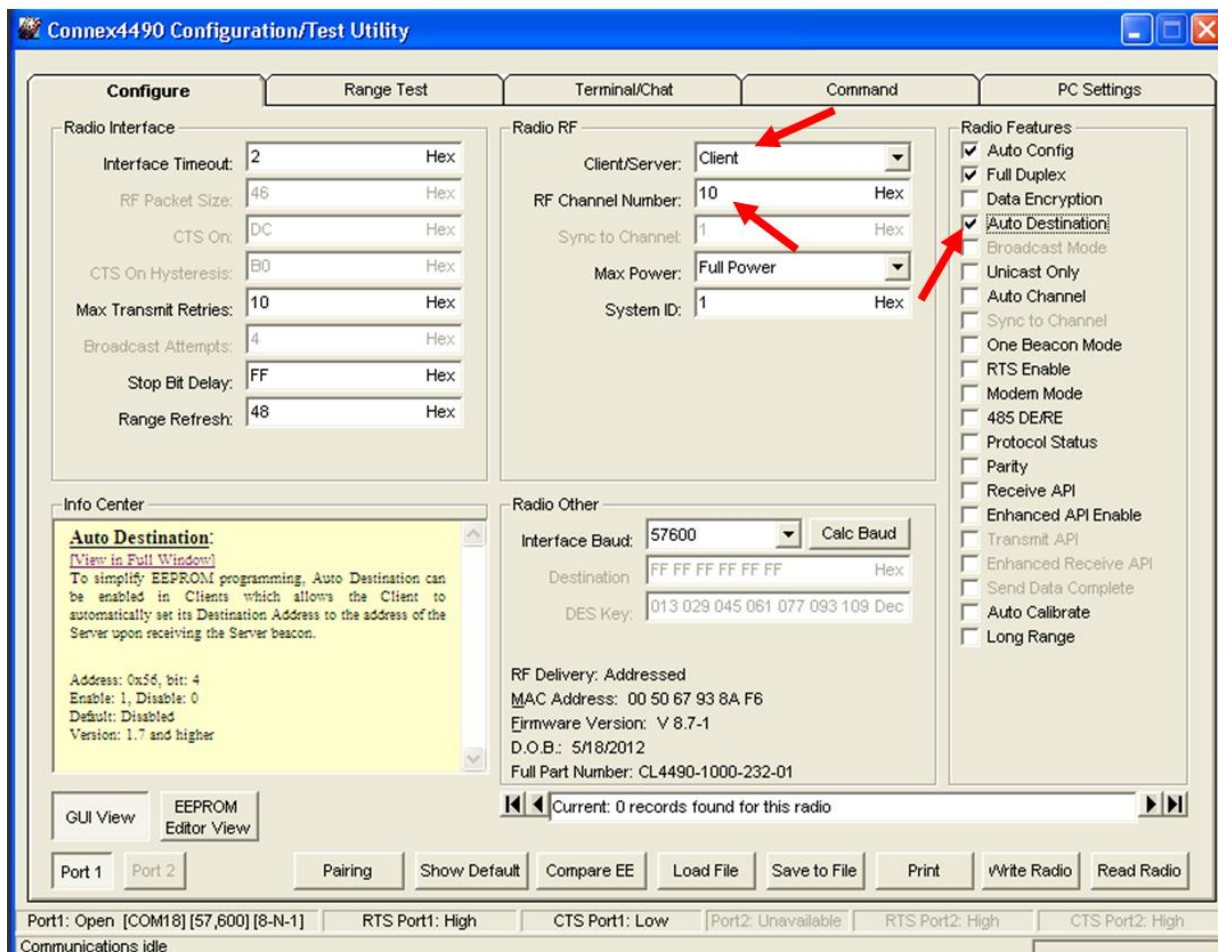 Connex4490 Configuration/Test Utility
Configure
Range Test
Terminal/Chat
Command
PC Settings
Radio Interface
Interface Timeout: 2 Hex
RF Packet Size: 46 Hex
CTS On: DC Hex
CTS On Hysteresis: B0 Hex
Max Transmit Retries: 10 Hex
Broadcast Attempts: 4 Hex
Stop Bit Delay: FF Hex
Range Refresh: 48 Hex
Radio RF
Client/Server: Client
RF Channel Number: 10 Hex
Sync to Channel: 1 Hex
Max Power: Full Power
System ID: 1 Hex
Radio Features
Auto Config
Full Duplex
Data Encryption
Auto Destination
Broadcast Mode
Unicast Only
Auto Channel
Sync to Channel
One Beacon Mode
RTS Enable
Modem Mode
485 DE/RE
Protocol Status
Parity
Receive API
Enhanced API Enable
Transmit API
Enhanced Receive API
Send Data Complete
Auto Calibrate
Long Range
Info Center
Auto Destination:
[View in Full Window]
To simplify EEPROM programming, Auto Destination can
be enabled in Clients which allows the Client to
automatically set its Destination Address to the address of the
Server upon receiving the Server beacon.
Address: 0x56, bit: 4
Enable: 1, Disable: 0
Default: Disabled
Version: 1.7 and higher
Radio Other
Interface Baud: 57600 Calc Baud
Destination FF FF FF FF FF FF Hex
DES Key: 013 029 045 061 077 093 109 Dec
RF Delivery: Addressed
MAC Address: 00 50 67 93 8A F6
Firmware Version: V 8.7-1
D.O.B.: 5/18/2012
Full Part Number: CL4490-1000-232-01
Current: 0 records found for this radio
GUI View
EEPROM
Editor View
Port 1
Port 2
Pairing
Show Default
Compare EE
Load File
Save to File
Print
Write Radio
Read Radio
Port1: Open [COM18] [57,600] [8-N-1]
RTS Port1: High
CTS Port1: Low
Port2: Unavailable
RTS Port2: High
CTS Port2: High
Communications idle